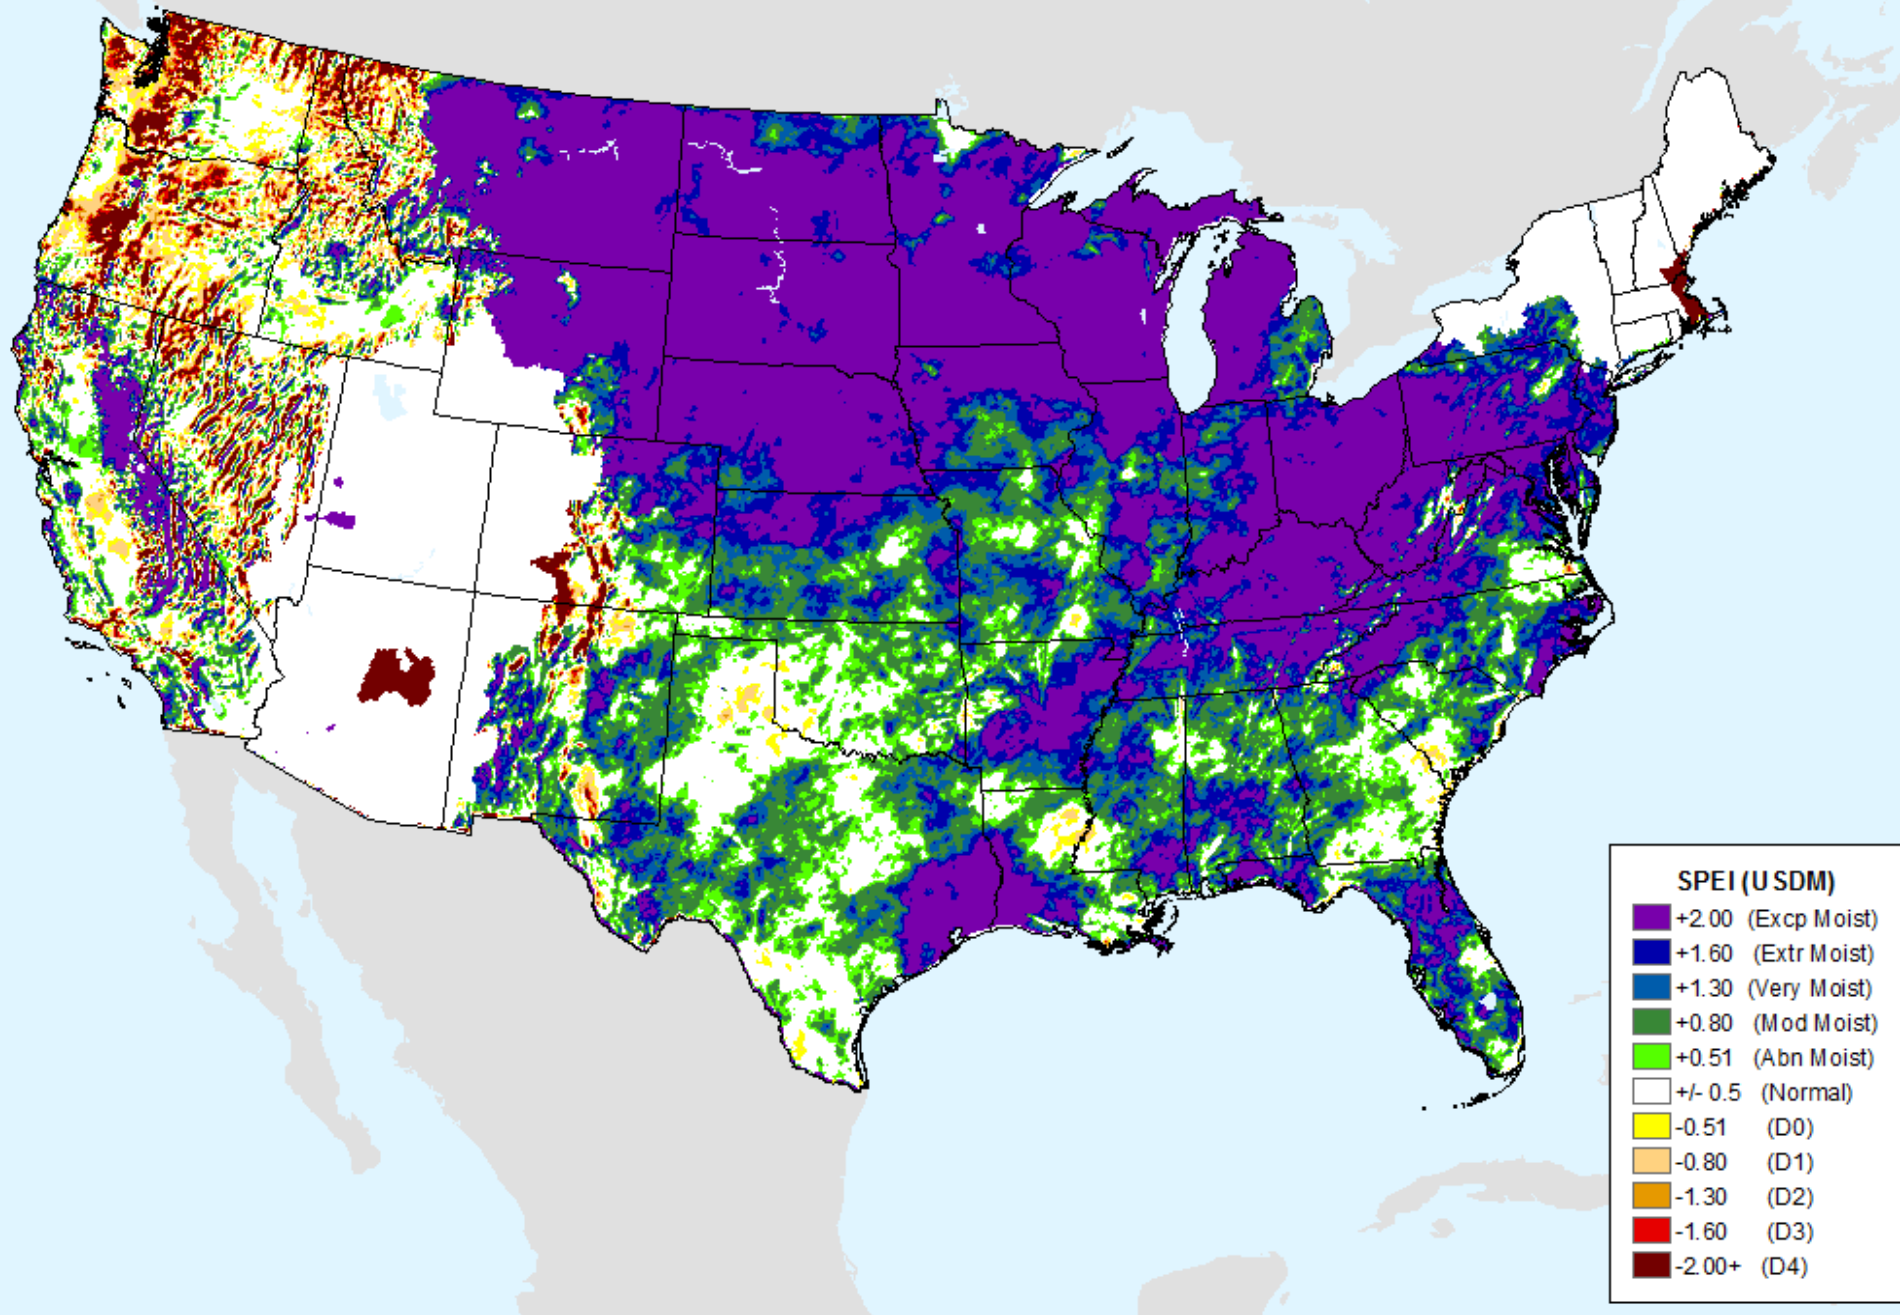 SPEI (USDM)
+2.00 (Excp Moist)
+1.60 (Extr Moist)
+1.30 (Very Moist)
+0.80 (Mod Moist)
+0.51 (Abn Moist)
+/- 0.5 (Normal)
-0.51 (D0)
-0.80 (D1)
-1.30 (D2)
-1.60 (D3)
-2.00+ (D4)